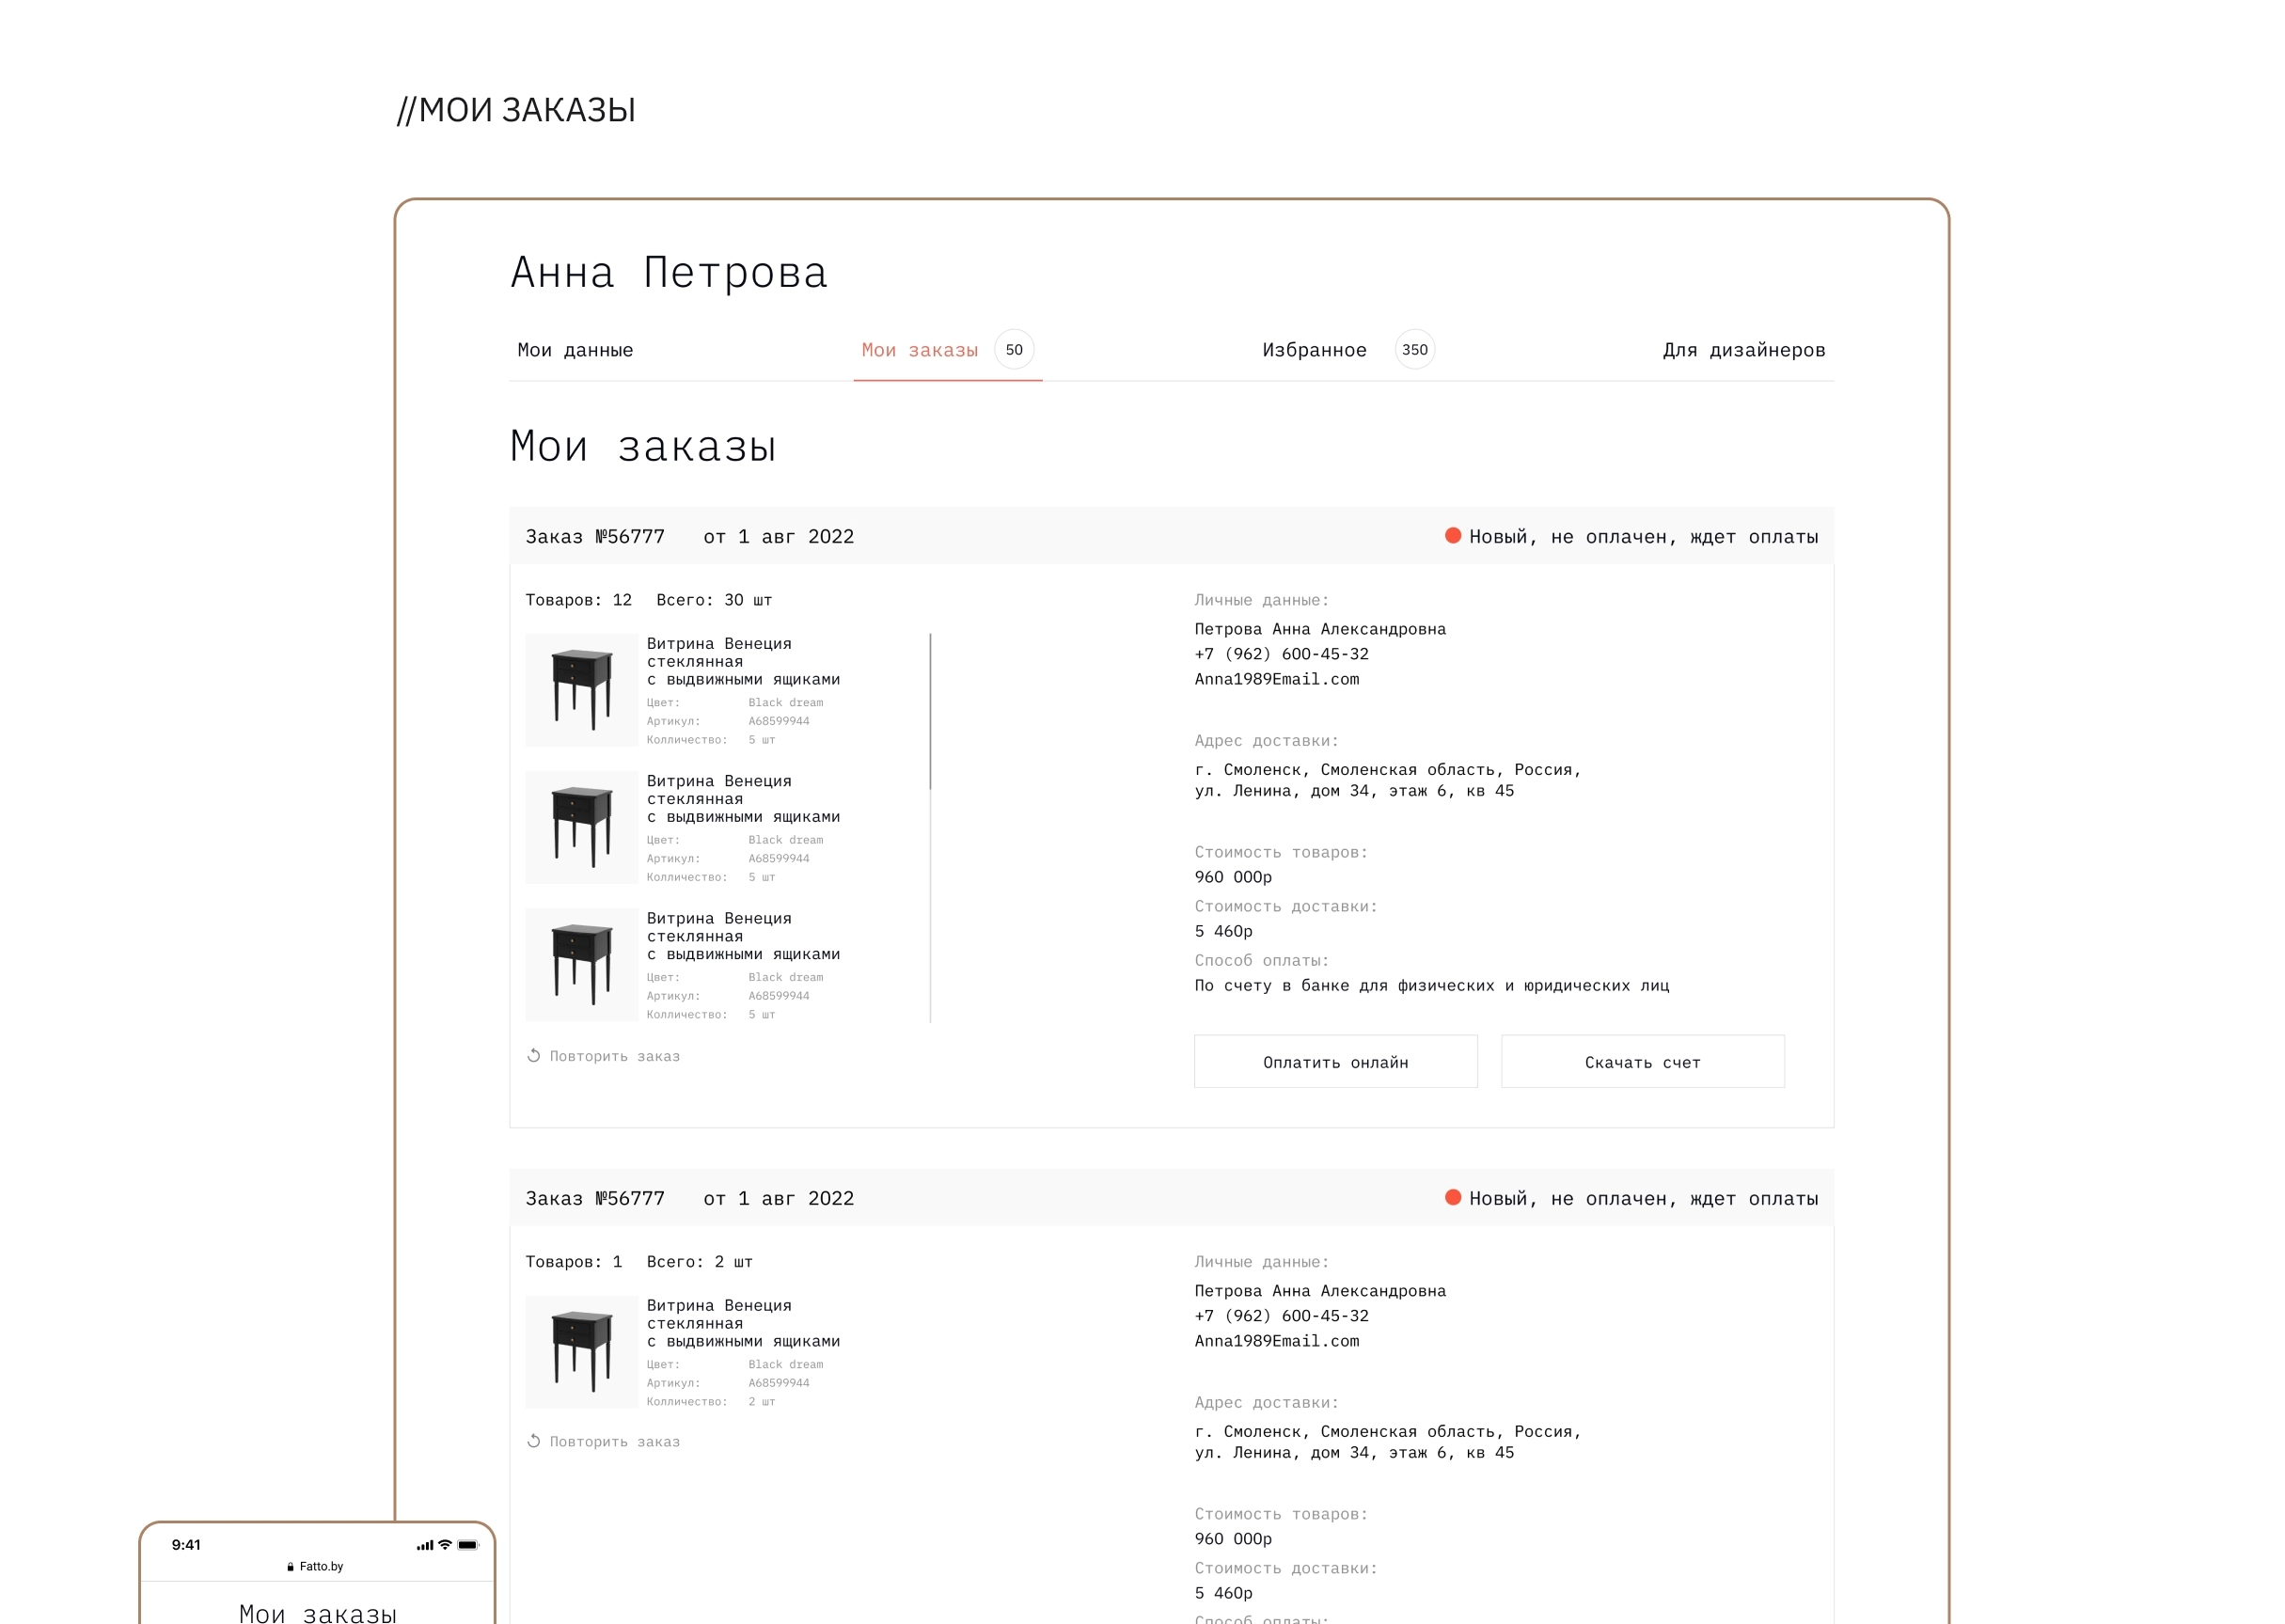 //МОИ ЗАКАЗЫ
Анна Петрова
Мои данные
Мои заказы 50
Избранное 350
Для дизайнеров
Мои заказы
Заказ №56777 от 1 авг 2022
Новый, не оплачен, ждет оплаты
Товаров: 12 Всего: 30 шт
Витрина Венеция
стеклянная
с выдвижными ящиками
Цвет: Black dream
Артикул: A68599944
Колличество: 5 шт
Витрина Венеция
стеклянная
с выдвижными ящиками
Цвет: Black dream
Артикул: A68599944
Колличество: 5 шт
Витрина Венеция
стеклянная
с выдвижными ящиками
Цвет: Black dream
Артикул: A68599944
Колличество: 5 шт
Повторить заказ
Личные данные:
Петрова Анна Александровна
+7 (962) 600-45-32
Anna1989Email.com
Адрес доставки:
г. Смоленск, Смоленская область, Россия,
ул. Ленина, дом 34, этаж 6, кв 45
Стоимость товаров:
960 000р
Стоимость доставки:
5 460р
Способ оплаты:
По счету в банке для физических и юридических лиц
Оплатить онлайн
Скачать счет
Заказ №56777 от 1 авг 2022
Новый, не оплачен, ждет оплаты
Товаров: 1 Всего: 2 шт
Витрина Венеция
стеклянная
с выдвижными ящиками
Цвет: Black dream
Артикул: A68599944
Колличество: 2 шт
Повторить заказ
Личные данные:
Петрова Анна Александровна
+7 (962) 600-45-32
Anna1989Email.com
Адрес доставки:
г. Смоленск, Смоленская область, Россия,
ул. Ленина, дом 34, этаж 6, кв 45
Стоимость товаров:
960 000р
Стоимость доставки:
5 460р
Способ оплаты:
9:41
Fatto.by
Мои заказы